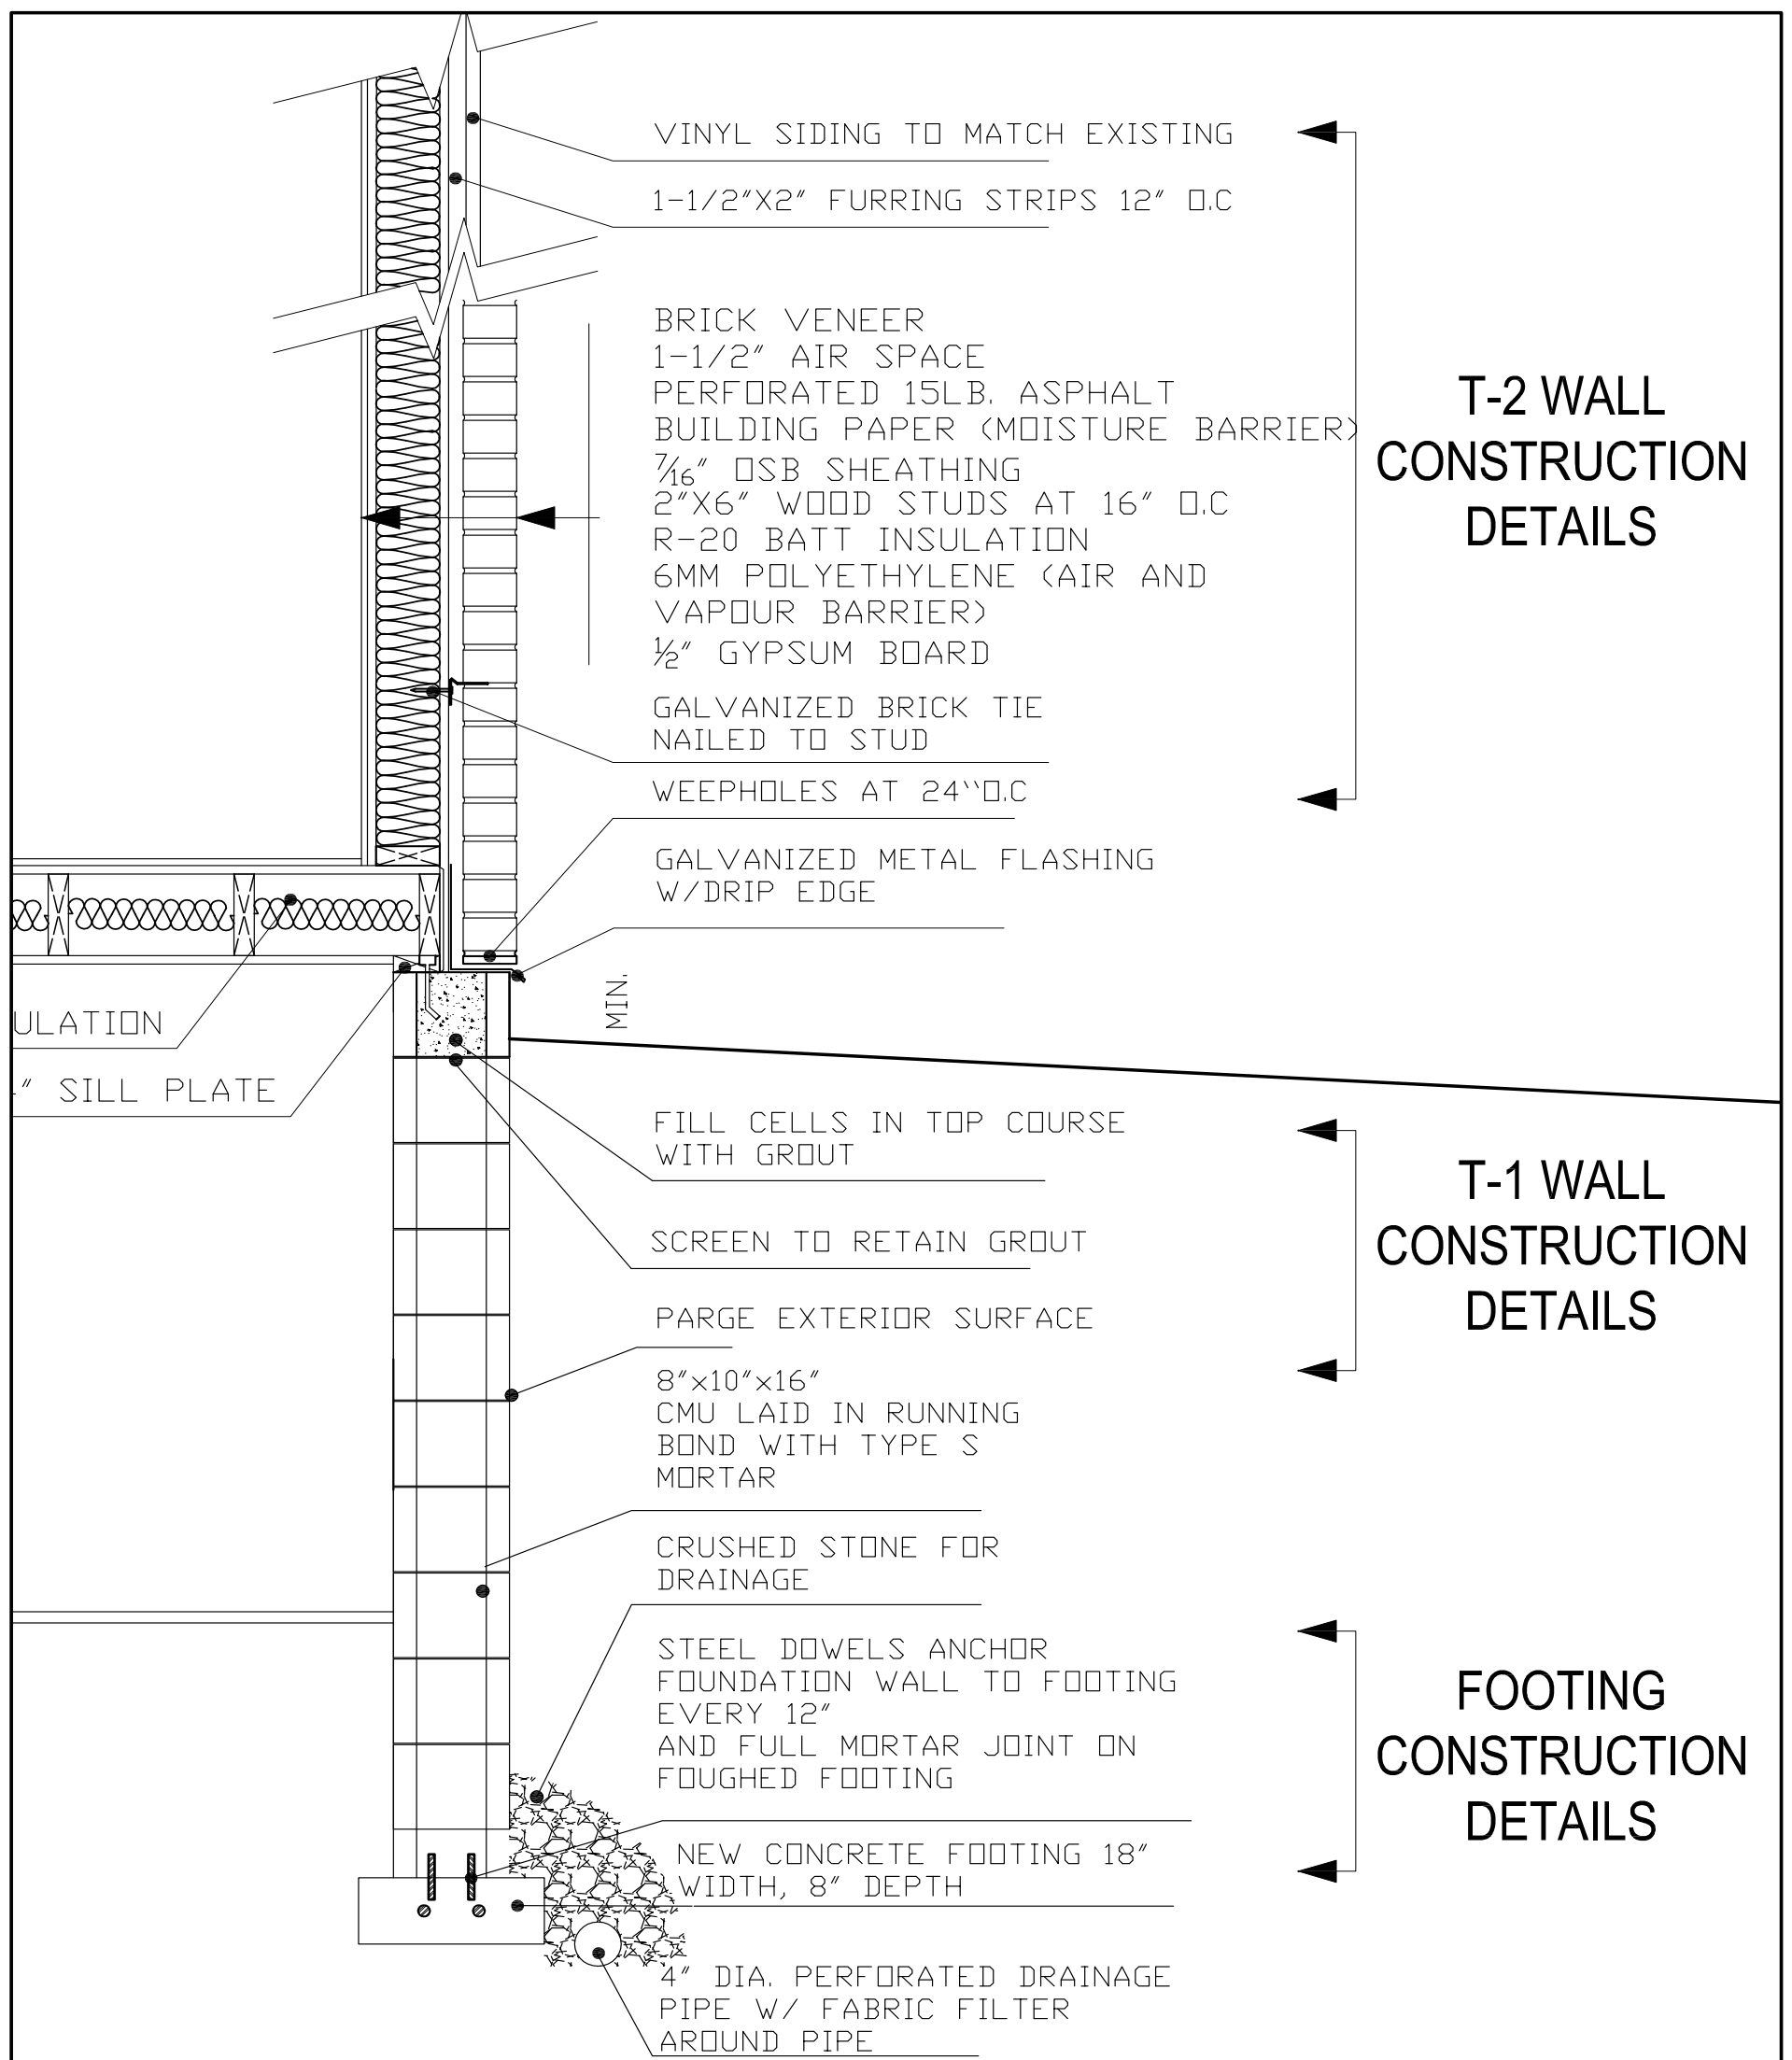 VINYL SIDING TO MATCH EXISTING
1-1/2"X2" FURRING STRIPS 12" O.C
BRICK VENEER
1-1/2" AIR SPACE
PERFORATED 15LB. ASPHALT
BUILDING PAPER (MOISTURE BARRIER)
7/16" OSB SHEATHING
2"X6" WOOD STUDS AT 16" O.C
R-20 BATT INSULATION
6MM POLYETHYLENE (AIR AND
VAPOUR BARRIER)
1/2" GYPSUM BOARD
GALVANIZED BRICK TIE
NAILED TO STUD
WEEPHOLES AT 24``O.C
GALVANIZED METAL FLASHING
W/DRIP EDGE
T-2 WALL
CONSTRUCTION
DETAILS
MIN.
ULATION
" SILL PLATE
FILL CELLS IN TOP COURSE
WITH GROUT
SCREEN TO RETAIN GROUT
PARGE EXTERIOR SURFACE
8"x10"x16"
CMU LAID IN RUNNING
BOND WITH TYPE S
MORTAR
T-1 WALL
CONSTRUCTION
DETAILS
CRUSHED STONE FOR
DRAINAGE
STEEL DOWELS ANCHOR
FOUNDATION WALL TO FOOTING
EVERY 12"
AND FULL MORTAR JOINT ON
FOUGHED FOOTING
NEW CONCRETE FOOTING 18"
WIDTH, 8" DEPTH
4" DIA. PERFORATED DRAINAGE
PIPE W/ FABRIC FILTER
AROUND PIPE
FOOTING
CONSTRUCTION
DETAILS